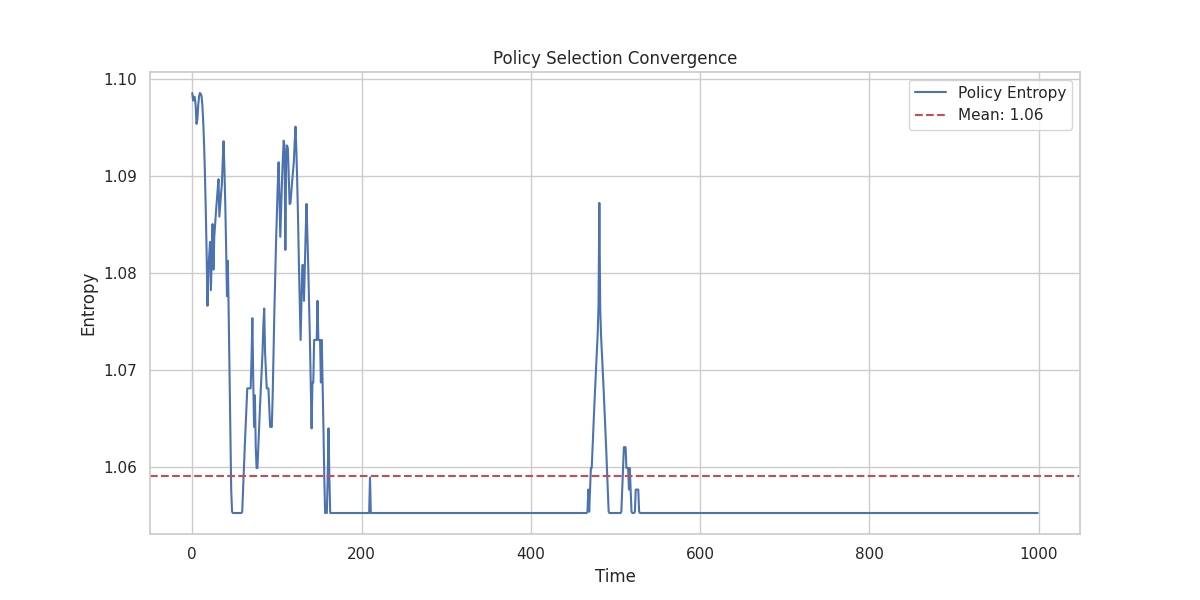 Policy Selection Convergence
Policy Entropy
Mean: 1.06
Entropy
1.10
1.09
1.08
1.07
1.06
0
200
400
600
800
1000
Time